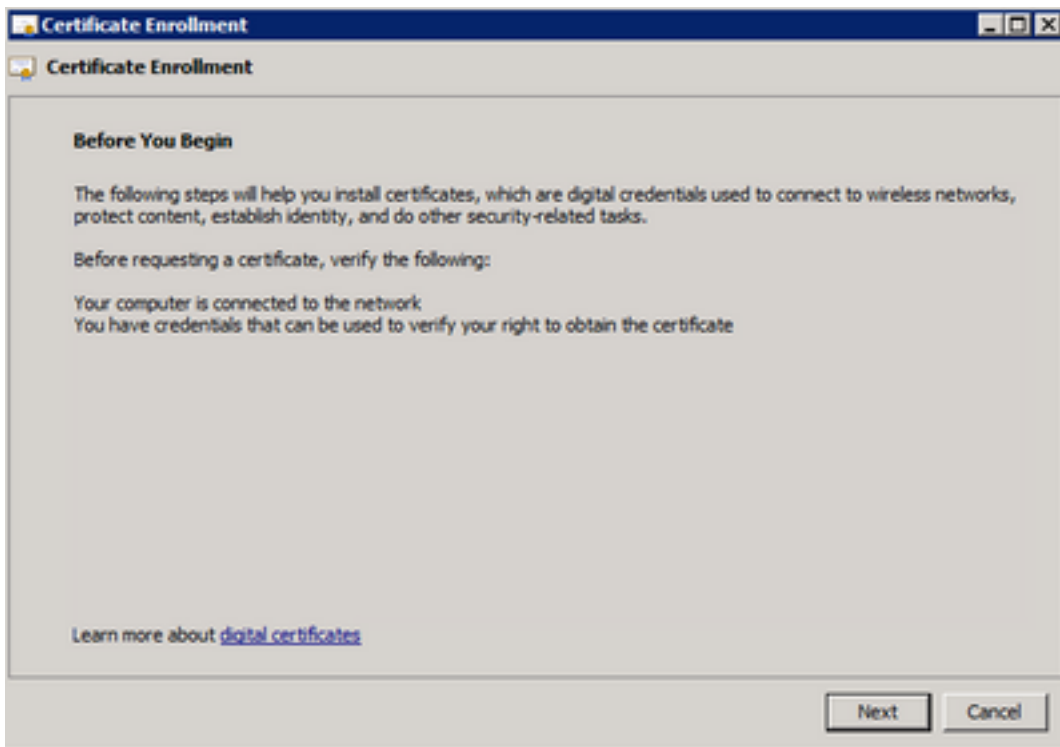 Certificate Enrollment
Certificate Enrollment
Before You Begin
The following steps will help you install certificates, which are digital credentials used to connect to wireless networks,
protect content, establish identity, and do other security-related tasks.
Before requesting a certificate, verify the following:
Your computer is connected to the network
You have credentials that can be used to verify your right to obtain the certificate
Learn more about digital certificates
Next Cancel